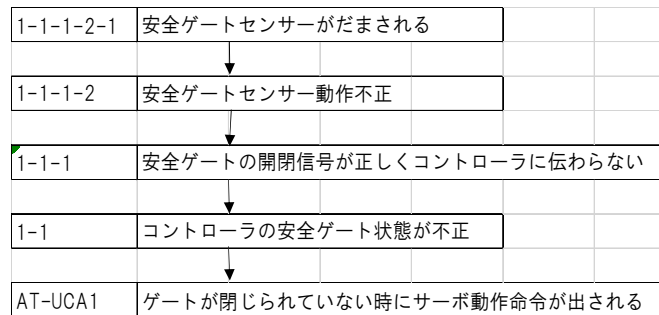 1-1-1-2-1 安全ゲートセンサーがだまされる
1-1-1-2 安全ゲートセンサー動作不正
1-1-1 安全ゲートの開閉信号が正しくコントローラに伝わらない
1-1 コントローラの安全ゲート状態が不正
AT-UCA1 ゲートが閉じられていない時にサーボ動作命令が出される